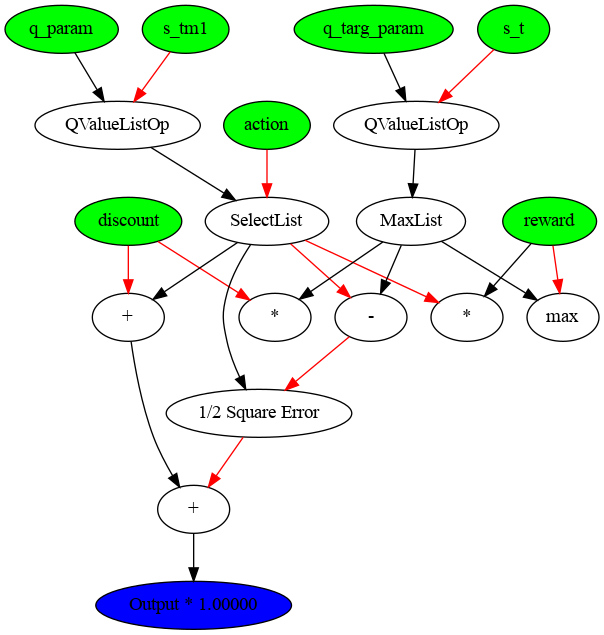 q_param
s_tm1
q_targ_param
s_t
QValueListOp
action
QValueListOp
discount
SelectList
MaxList
reward
+
*
-
*
max
1/2 Square Error
+
Output * 1.00000